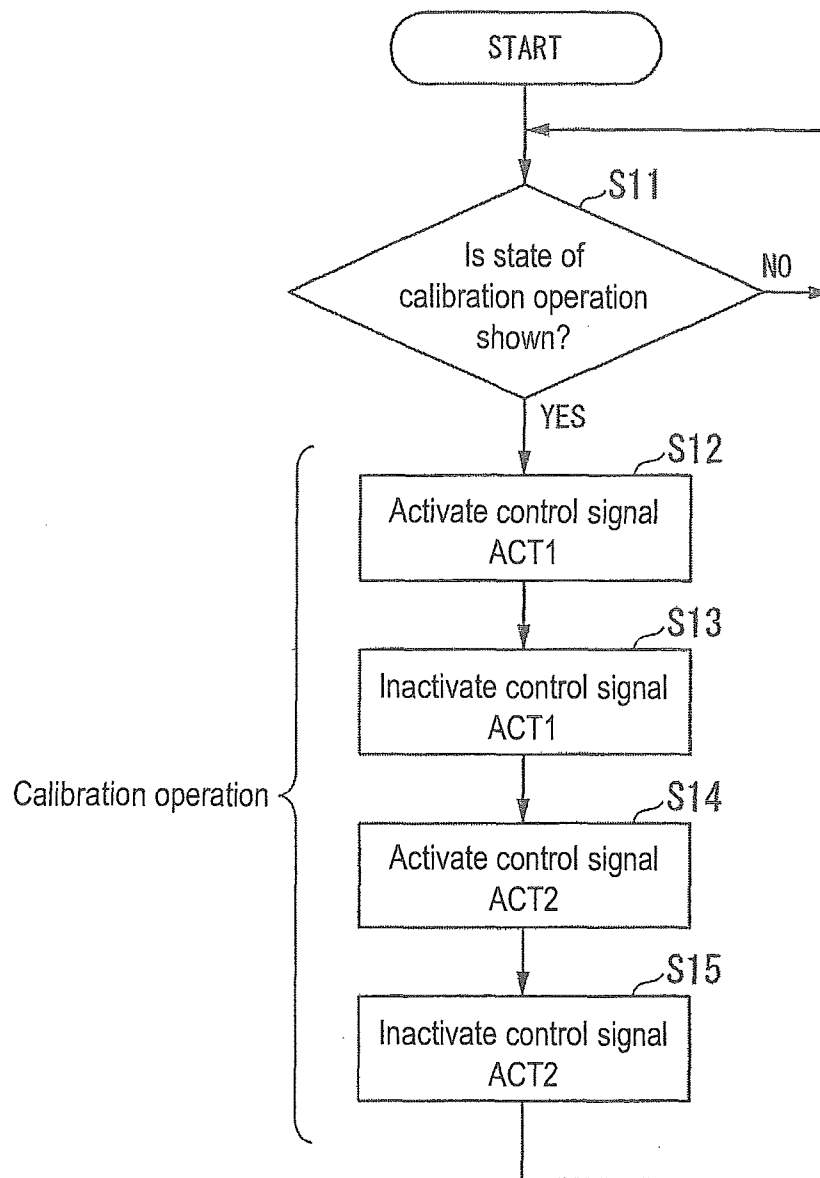 START
S11
Is state of
calibration operation
shown?
NO
YES
S12
Activate control signal
ACT1
S13
Inactivate control signal
ACT1
Calibration operation
S14
Activate control signal
ACT2
S15
Inactivate control signal
ACT2